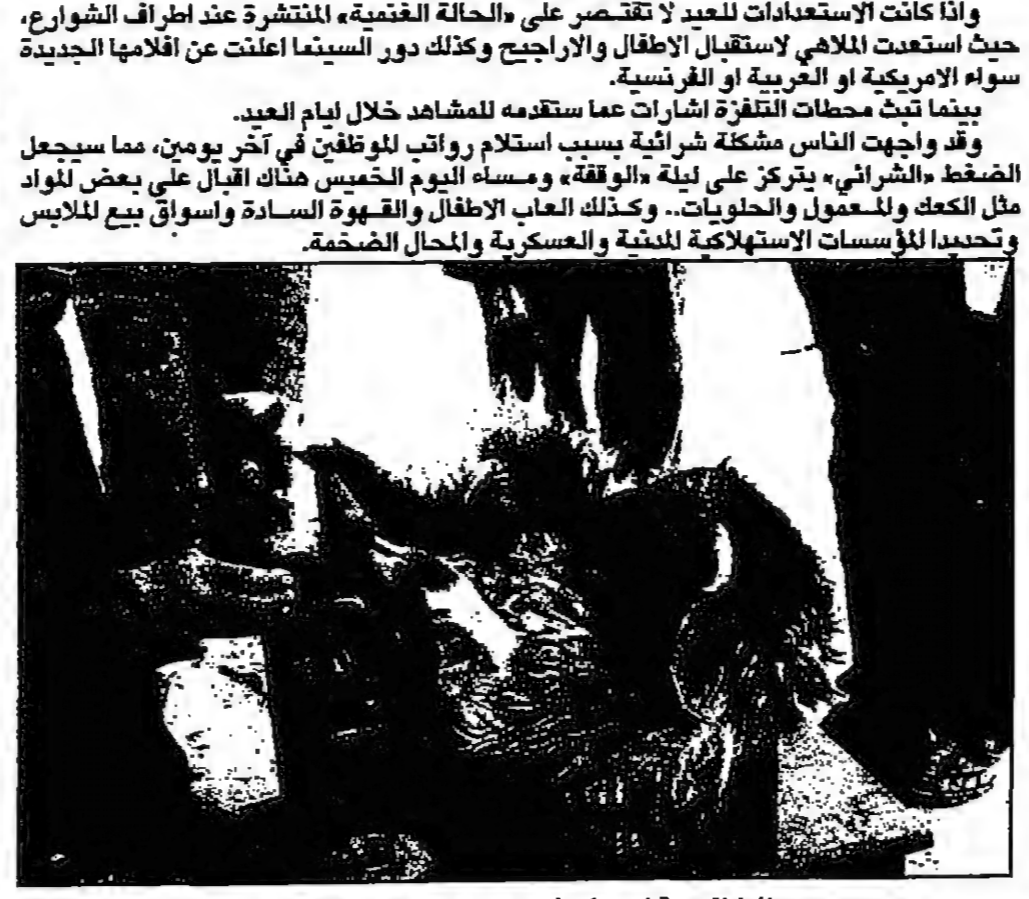 واذا كانت الاستعدادات للعيد لا تقتصر على «الحالة الغنمية» المنتشرة عند اطراف الشوارع،
حيث استعدت الملاهي لاستقبال الاطفال والاراجيح وكذلك دور السينما اعلنت عن افلامها الجديدة
سواء الامريكية او العربية او الفرنسية.
بينما تبث محطات التلفزة اشارات عما ستقدمه للمشاهد خلال ايام العيد.
وقد واجهت الناس مشكلة شرائية بسبب استلام رواتب الموظفين في آخر يومين، مما سيجعل
الضغط «الشرائي» يتركز على ليلة «الوقفة» ومساء اليوم الخميس هناك اقبال على بعض المواد
مثل الكعك والمعمول والحلويات.. وكذلك العاب الاطفال والقهوة السادة واسواق بيع الملابس
وتحديدا المؤسسات الاستهلاكية المدنية والعسكرية والمحال الضخمة.